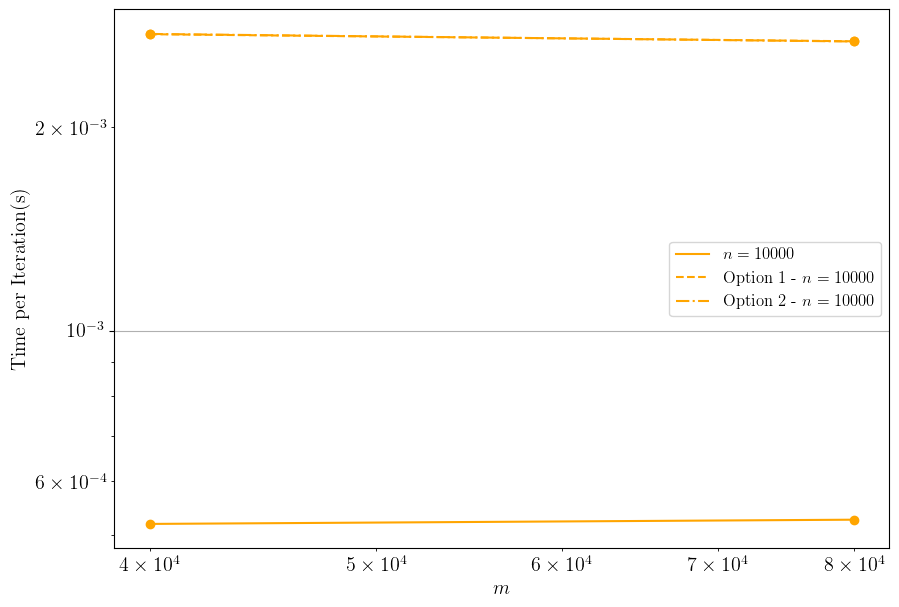 2 × 10⁻³
10⁻³
6 × 10⁻⁴
Time per Iteration(s)
n = 10000
Option 1 - n = 10000
Option 2 - n = 10000
4 × 10⁴ 5 × 10⁴ 6 × 10⁴ 7 × 10⁴ 8 × 10⁴
m